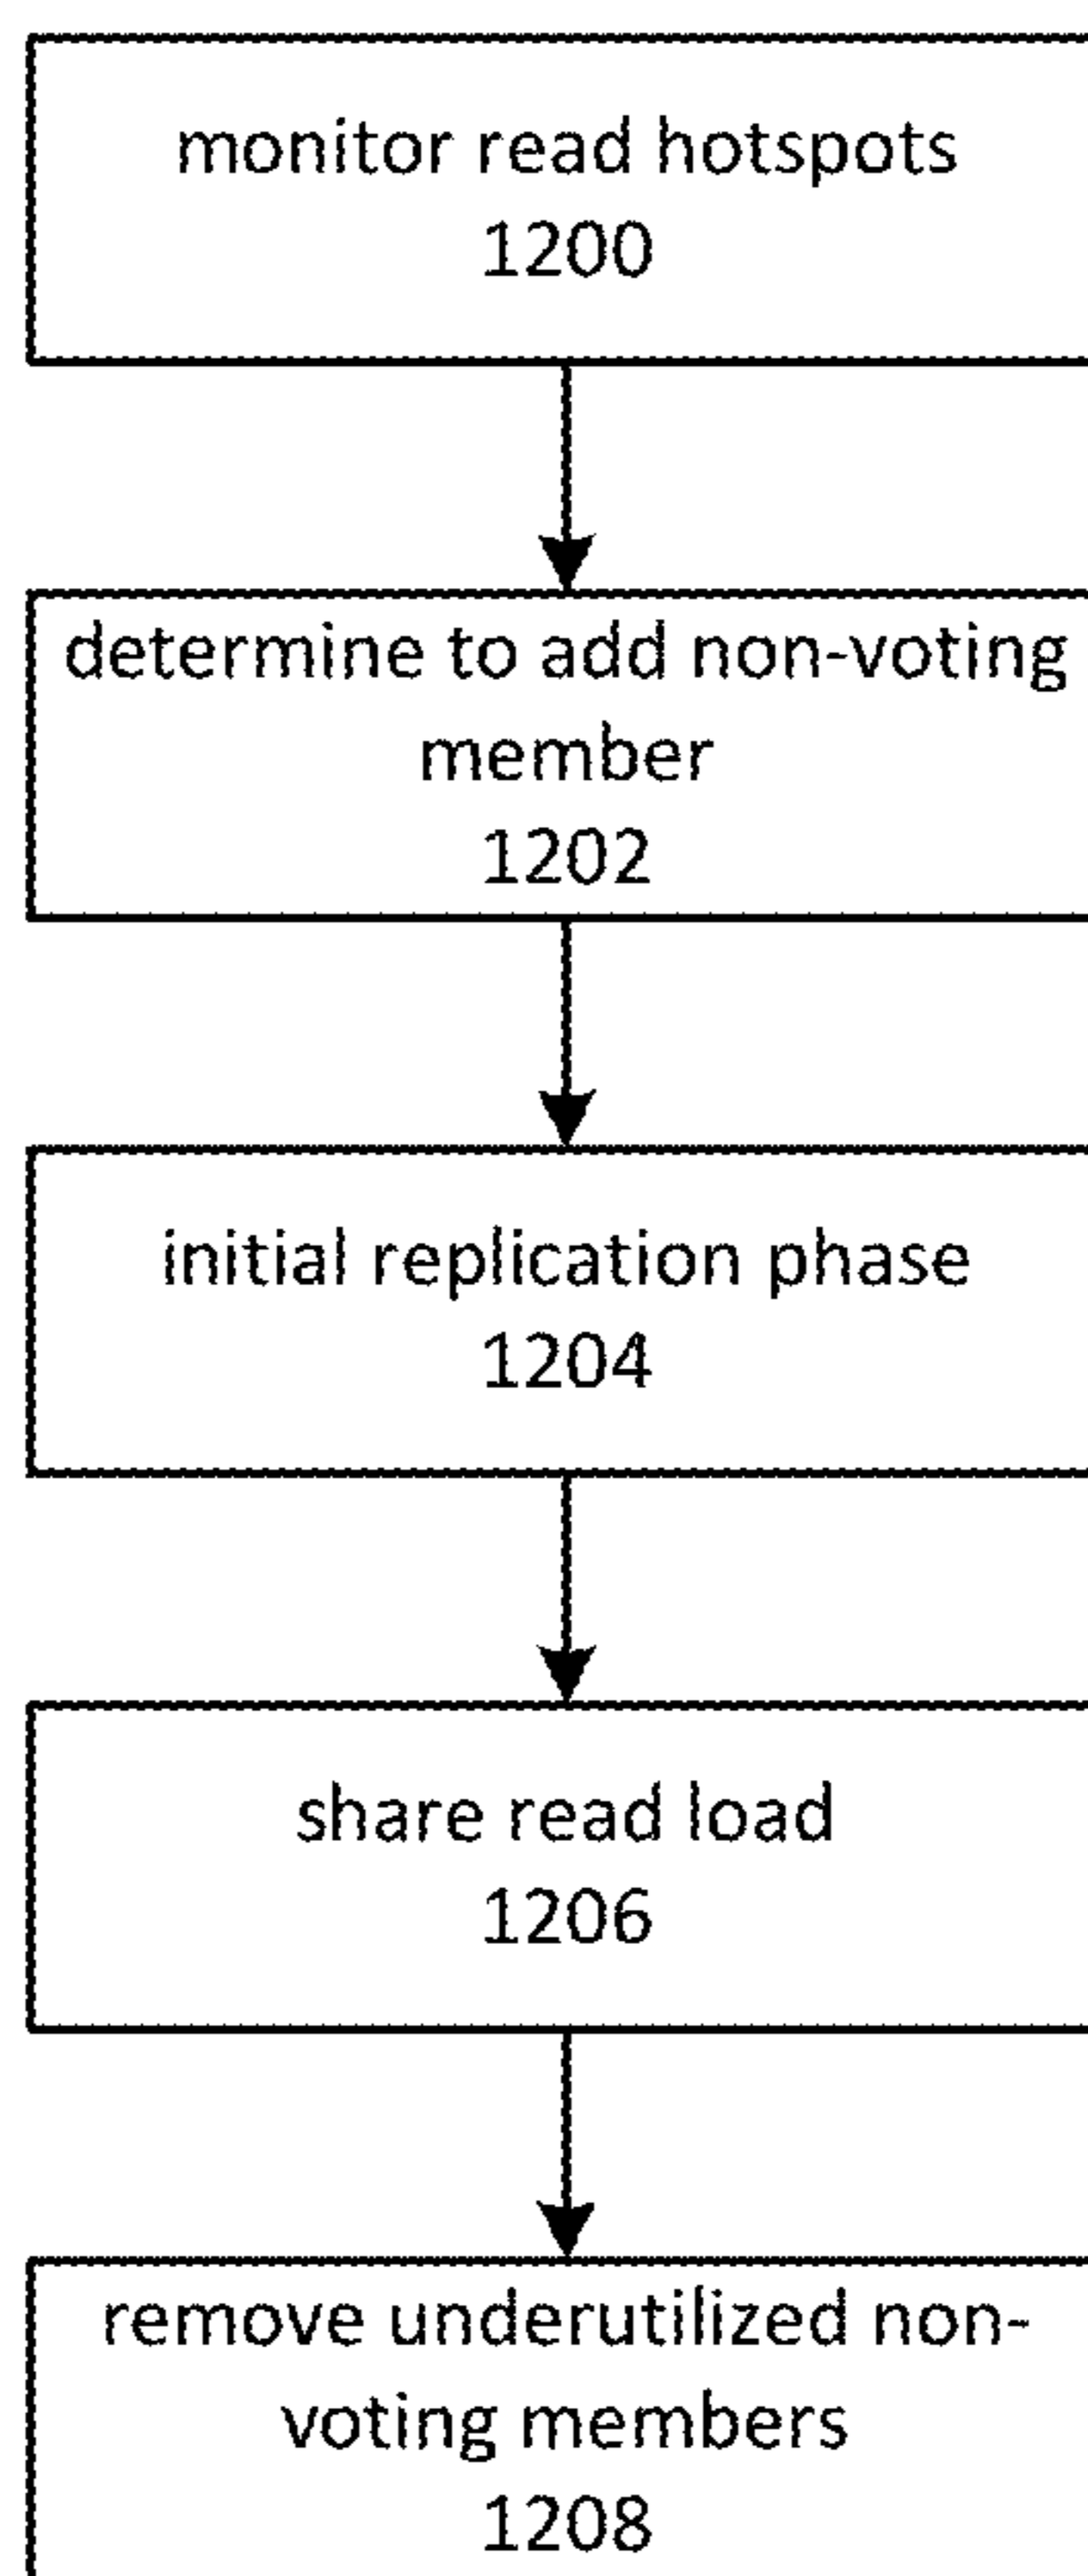 monitor read hotspots
1200
determine to add non-voting
member
1202
initial replication phase
1204
share read load
1206
remove underutilized non-
voting members
1208